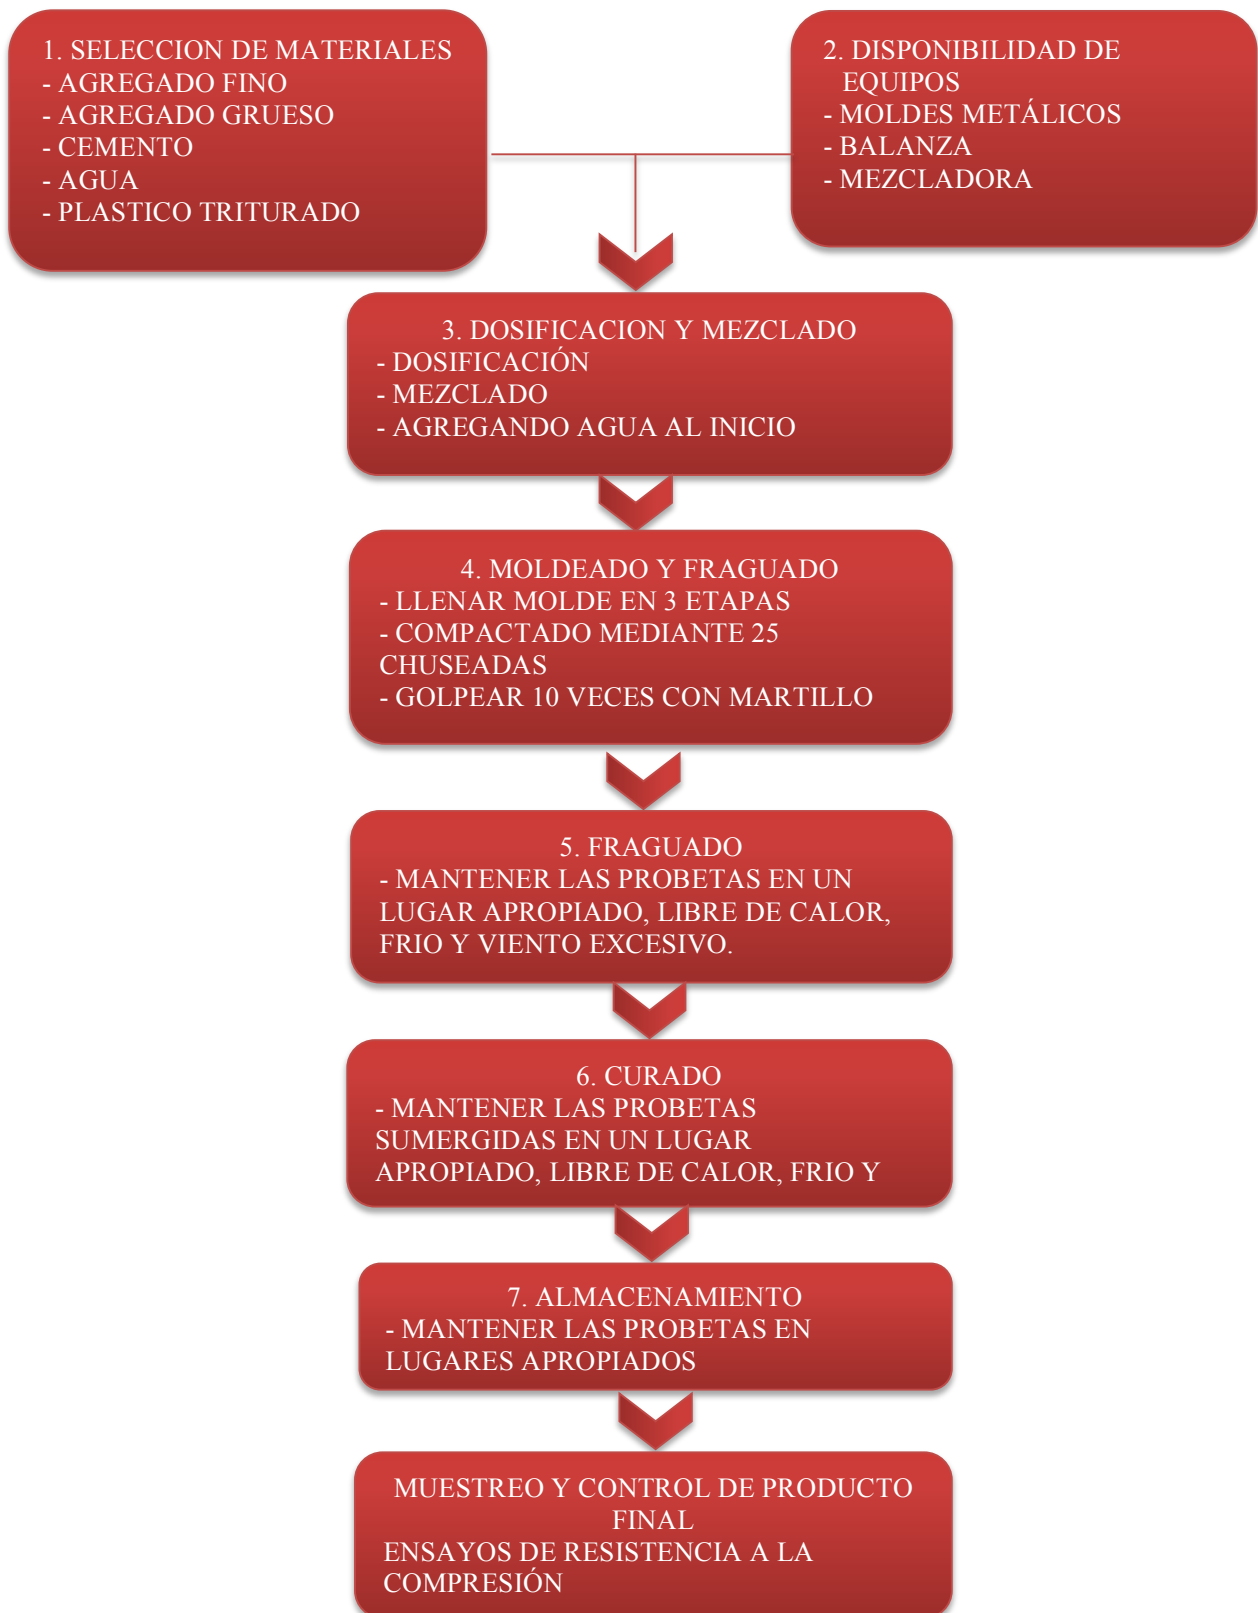 1. SELECCION DE MATERIALES
- AGREGADO FINO
- AGREGADO GRUESO
- CEMENTO
- AGUA
- PLASTICO TRITURADO
2. DISPONIBILIDAD DE
EQUIPOS
- MOLDES METÁLICOS
- BALANZA
- MEZCLADORA
3. DOSIFICACION Y MEZCLADO
- DOSIFICACIÓN
- MEZCLADO
- AGREGANDO AGUA AL INICIO
4. MOLDEADO Y FRAGUADO
- LLENAR MOLDE EN 3 ETAPAS
- COMPACTADO MEDIANTE 25
CHUSEADAS
- GOLPEAR 10 VECES CON MARTILLO
5. FRAGUADO
- MANTENER LAS PROBETAS EN UN
LUGAR APROPIADO, LIBRE DE CALOR,
FRIO Y VIENTO EXCESIVO.
6. CURADO
- MANTENER LAS PROBETAS
SUMERGIDAS EN UN LUGAR
APROPIADO, LIBRE DE CALOR, FRIO Y
7. ALMACENAMIENTO
- MANTENER LAS PROBETAS EN
LUGARES APROPIADOS
MUESTREO Y CONTROL DE PRODUCTO
FINAL
ENSAYOS DE RESISTENCIA A LA
COMPRESIÓN